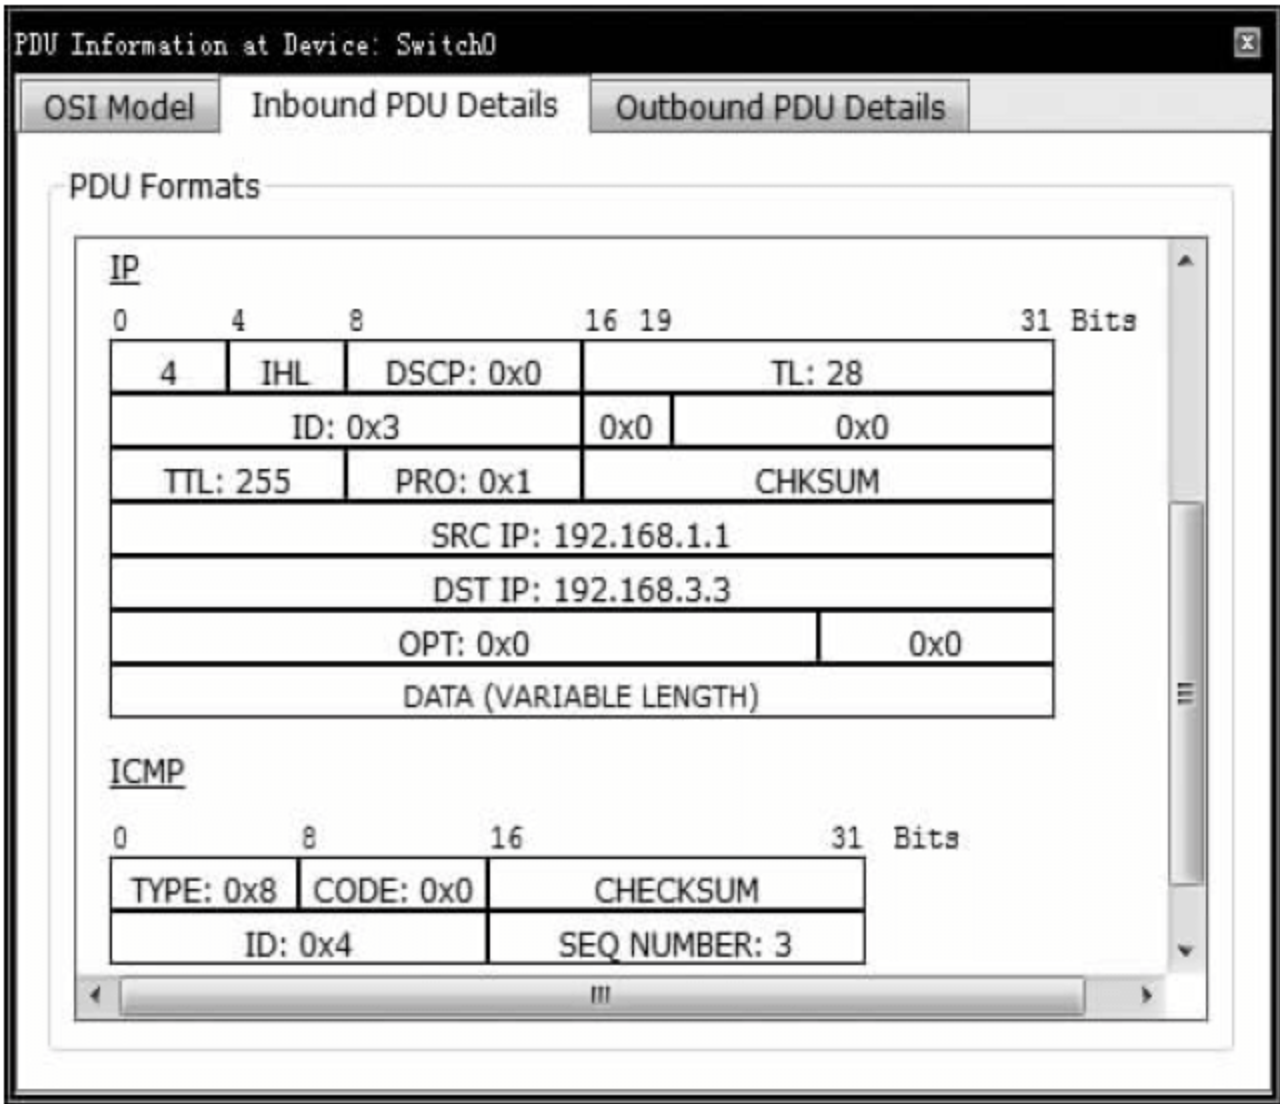 PDU Information at Device: Switch0
OSI Model Inbound PDU Details Outbound PDU Details
PDU Formats
IP
0 4 8 16 19 31 Bits
4 IHL DSCP: 0x0 TL: 28
ID: 0x3 0x0 0x0
TTL: 255 PRO: 0x1 CHKSUM
SRC IP: 192.168.1.1
DST IP: 192.168.3.3
OPT: 0x0 0x0
DATA (VARIABLE LENGTH)
ICMP
0 8 16 31 Bits
TYPE: 0x8 CODE: 0x0 CHECKSUM
ID: 0x4 SEQ NUMBER: 3